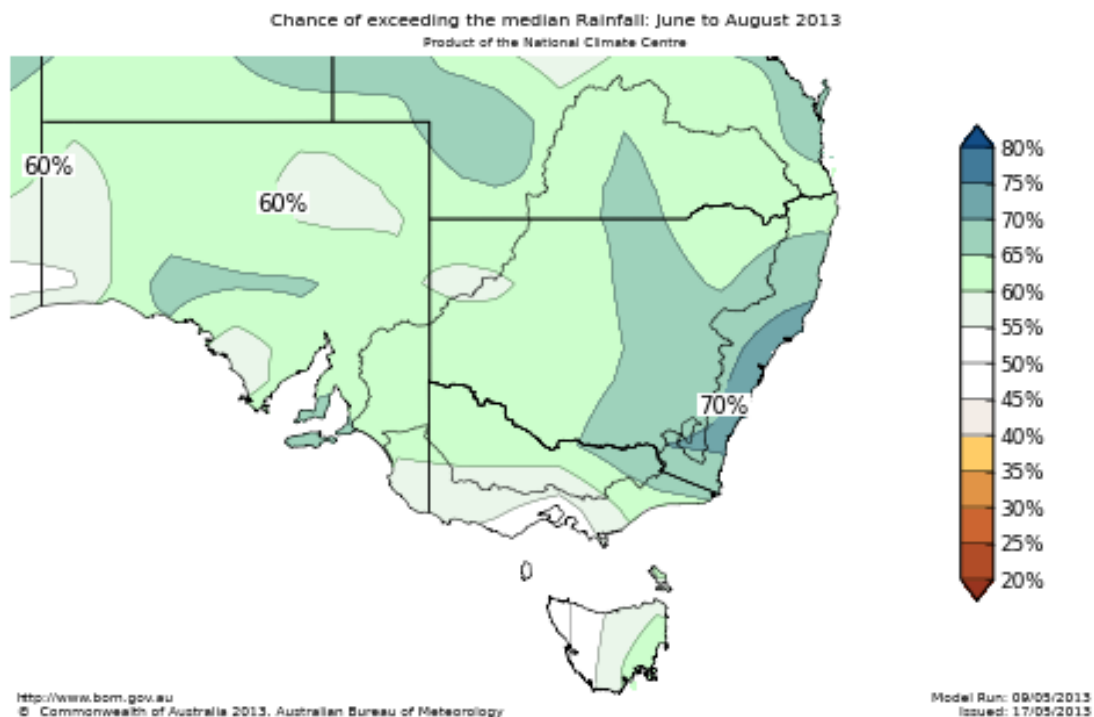 Chance of exceeding the median Rainfall: June to August 2013
Product of the National Climate Centre
60%
60%
70%
80%
75%
70%
65%
60%
55%
50%
45%
40%
35%
30%
25%
20%
http://www.bom.gov.au
© Commonwealth of Australia 2013, Australian Bureau of Meteorology
Model Run: 09/05/2013
Issued: 17/05/2013